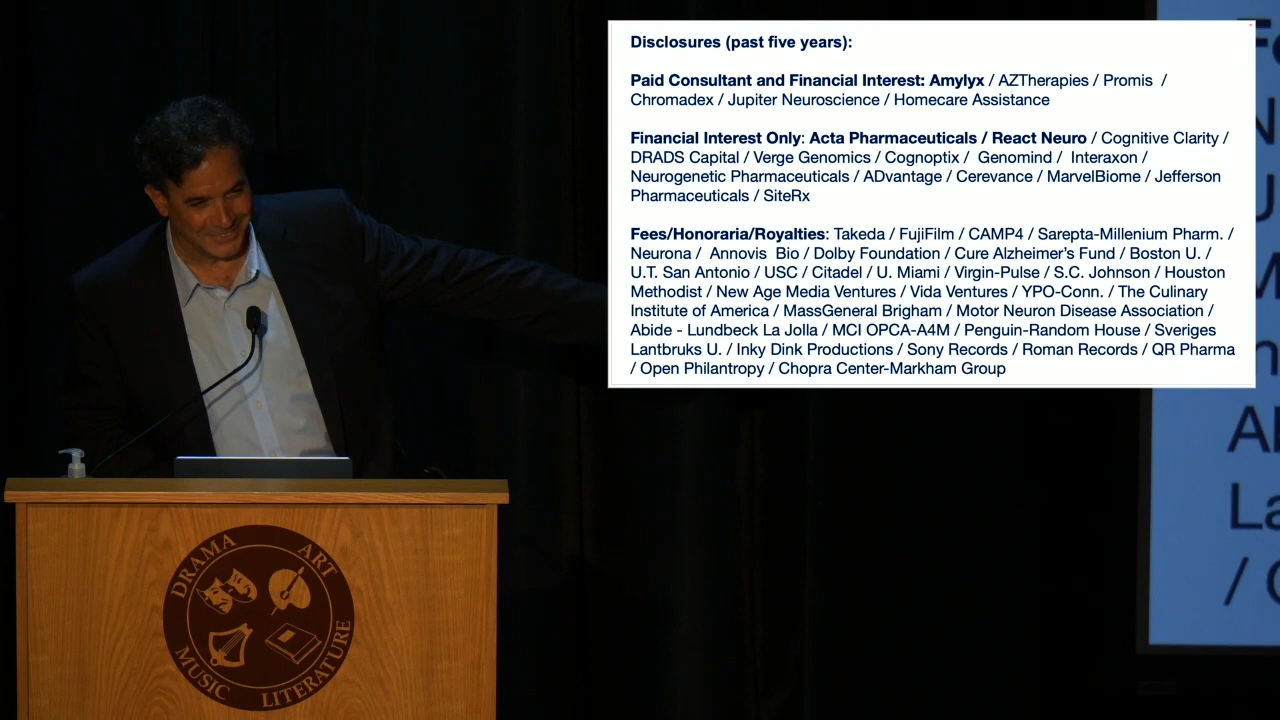 Disclosures (past five years):
Paid Consultant and Financial Interest: Amylyx / AZTherapies / Promis /
Chromadex / Jupiter Neuroscience / Homecare Assistance
Financial Interest Only: Acta Pharmaceuticals / React Neuro / Cognitive Clarity /
DRADS Capital / Verge Genomics / Cognoptix / Genomind / Interaxon /
Neurogenetic Pharmaceuticals / ADvantage / Cerevance / MarvelBiome / Jefferson
Pharmaceuticals / SiteRx
Fees/Honoraria/Royalties: Takeda / FujiFilm / CAMP4 / Sarepta-Millenium Pharm. /
Neurona / Annovis Bio / Dolby Foundation / Cure Alzheimer's Fund / Boston U. /
U.T. San Antonio / USC / Citadel / U. Miami / Virgin-Pulse / S.C. Johnson / Houston
Methodist / New Age Media Ventures / Vida Ventures / YPO-Conn. / The Culinary
Institute of America / MassGeneral Brigham / Motor Neuron Disease Association /
Abide - Lundbeck La Jolla / MCI OPCA-A4M / Penguin-Random House / Sveriges
Lantbruks U. / Inky Dink Productions / Sony Records / Roman Records / QR Pharma
/ Open Philantropy / Chopra Center-Markham Group
DRAMA
ART
MUSIC
LITERATURE